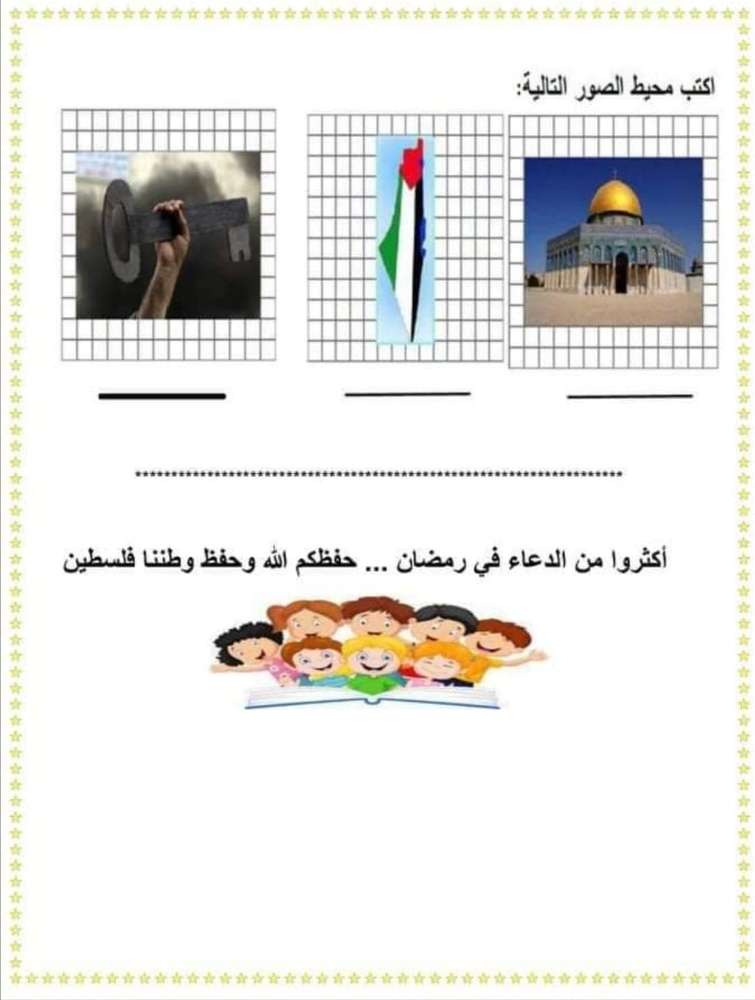 اكتب محيط الصور التالية:
أكثروا من الدعاء في رمضان ... حفظكم الله وحفظ وطننا فلسطين